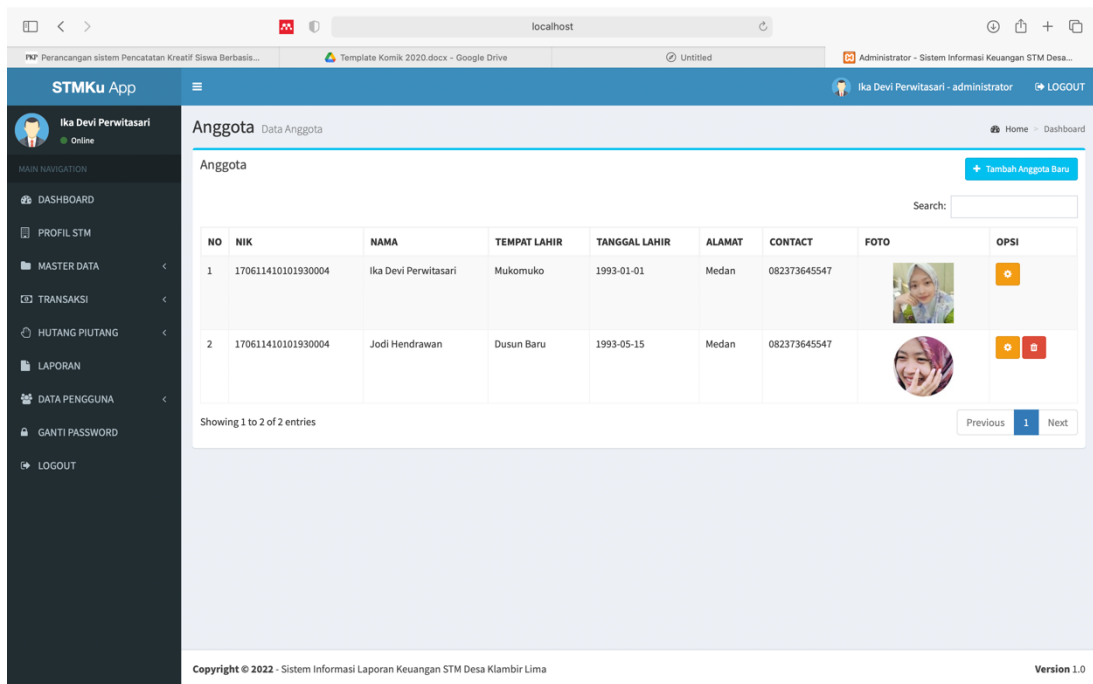 localhost
PKP Perancangan sistem Pencatatan Kreatif Siswa Berbasis...
Template Komik 2020.docx - Google Drive
Untitled
Administrator - Sistem Informasi Keuangan STM Desa...
STMKu App
Ika Devi Perwitasari - administrator
LOGOUT
Ika Devi Perwitasari
Online
MAIN NAVIGATION
DASHBOARD
PROFIL STM
MASTER DATA
TRANSAKSI
HUTANG PIUTANG
LAPORAN
DATA PENGGUNA
GANTI PASSWORD
LOGOUT
Anggota Data Anggota
Home > Dashboard
Anggota
+ Tambah Anggota Baru
Search:
NO NIK NAMA TEMPAT LAHIR TANGGAL LAHIR ALAMAT CONTACT FOTO OPSI
1 170611410101930004 Ika Devi Perwitasari Mukomuko 1993-01-01 Medan 082373645547
2 170611410101930004 Jodi Hendrawan Dusun Baru 1993-05-15 Medan 082373645547
Showing 1 to 2 of 2 entries
Previous 1 Next
Copyright © 2022 - Sistem Informasi Laporan Keuangan STM Desa Klambir Lima
Version 1.0